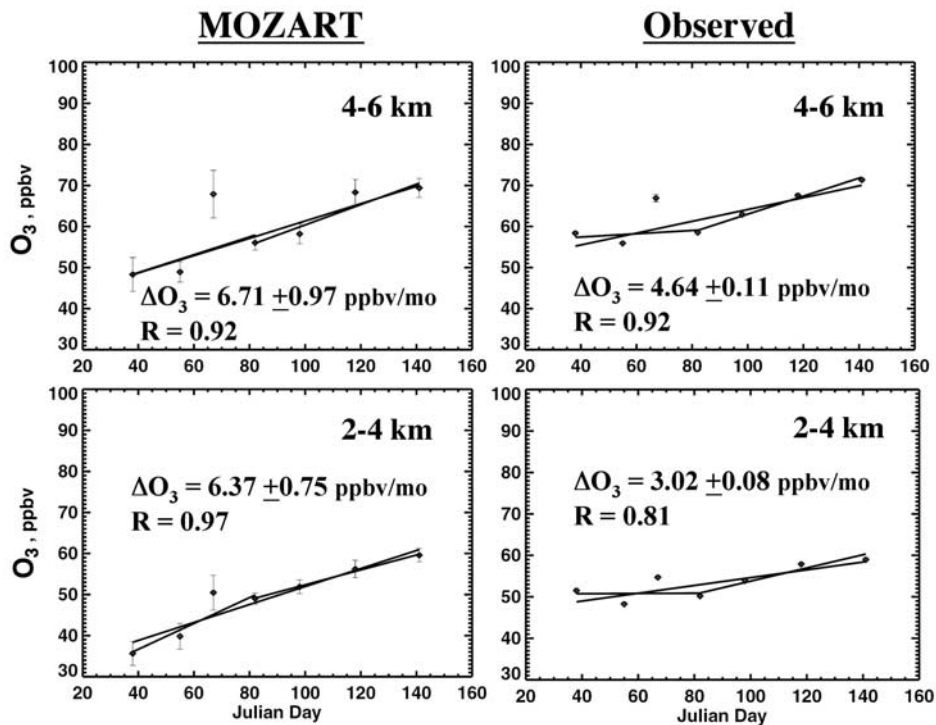 MOZART
Observed
100
90
80
70
60
50
40
30
O₃ , ppbv
4-6 km
ΔO₃ = 6.71 ±0.97 ppbv/mo
R = 0.92
20 40 60 80 100 120 140 160
100
90
80
70
60
50
40
30
4-6 km
ΔO₃ = 4.64 ±0.11 ppbv/mo
R = 0.92
20 40 60 80 100 120 140 160
100
90
80
70
60
50
40
30
O₃ , ppbv
2-4 km
ΔO₃ = 6.37 ±0.75 ppbv/mo
R = 0.97
20 40 60 80 100 120 140 160
Julian Day
100
90
80
70
60
50
40
30
2-4 km
ΔO₃ = 3.02 ±0.08 ppbv/mo
R = 0.81
20 40 60 80 100 120 140 160
Julian Day